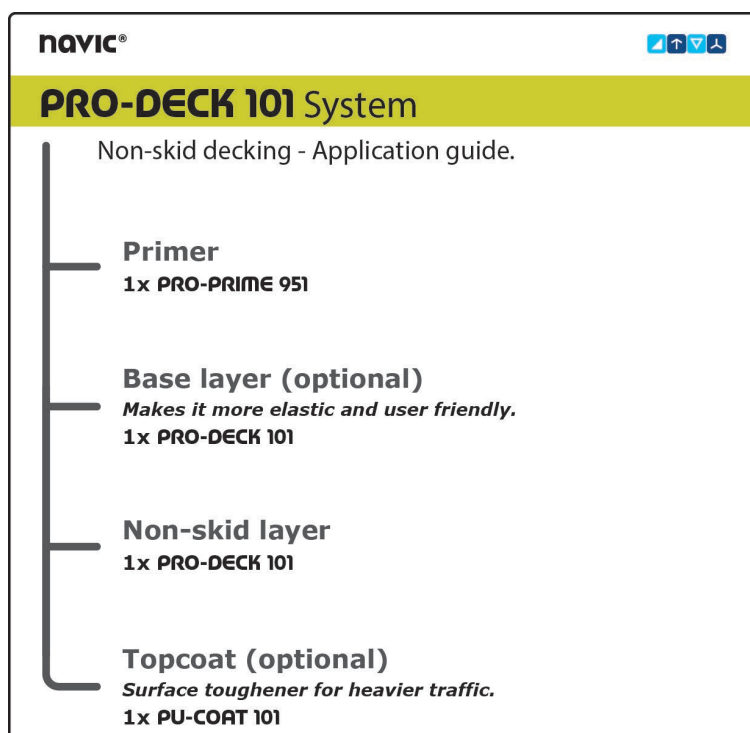 navic®
PRO-DECK 101 System
Non-skid decking - Application guide.
Primer
1x PRO-PRIME 951
Base layer (optional)
Makes it more elastic and user friendly.
1x PRO-DECK 101
Non-skid layer
1x PRO-DECK 101
Topcoat (optional)
Surface toughener for heavier traffic.
1x PU-COAT 101